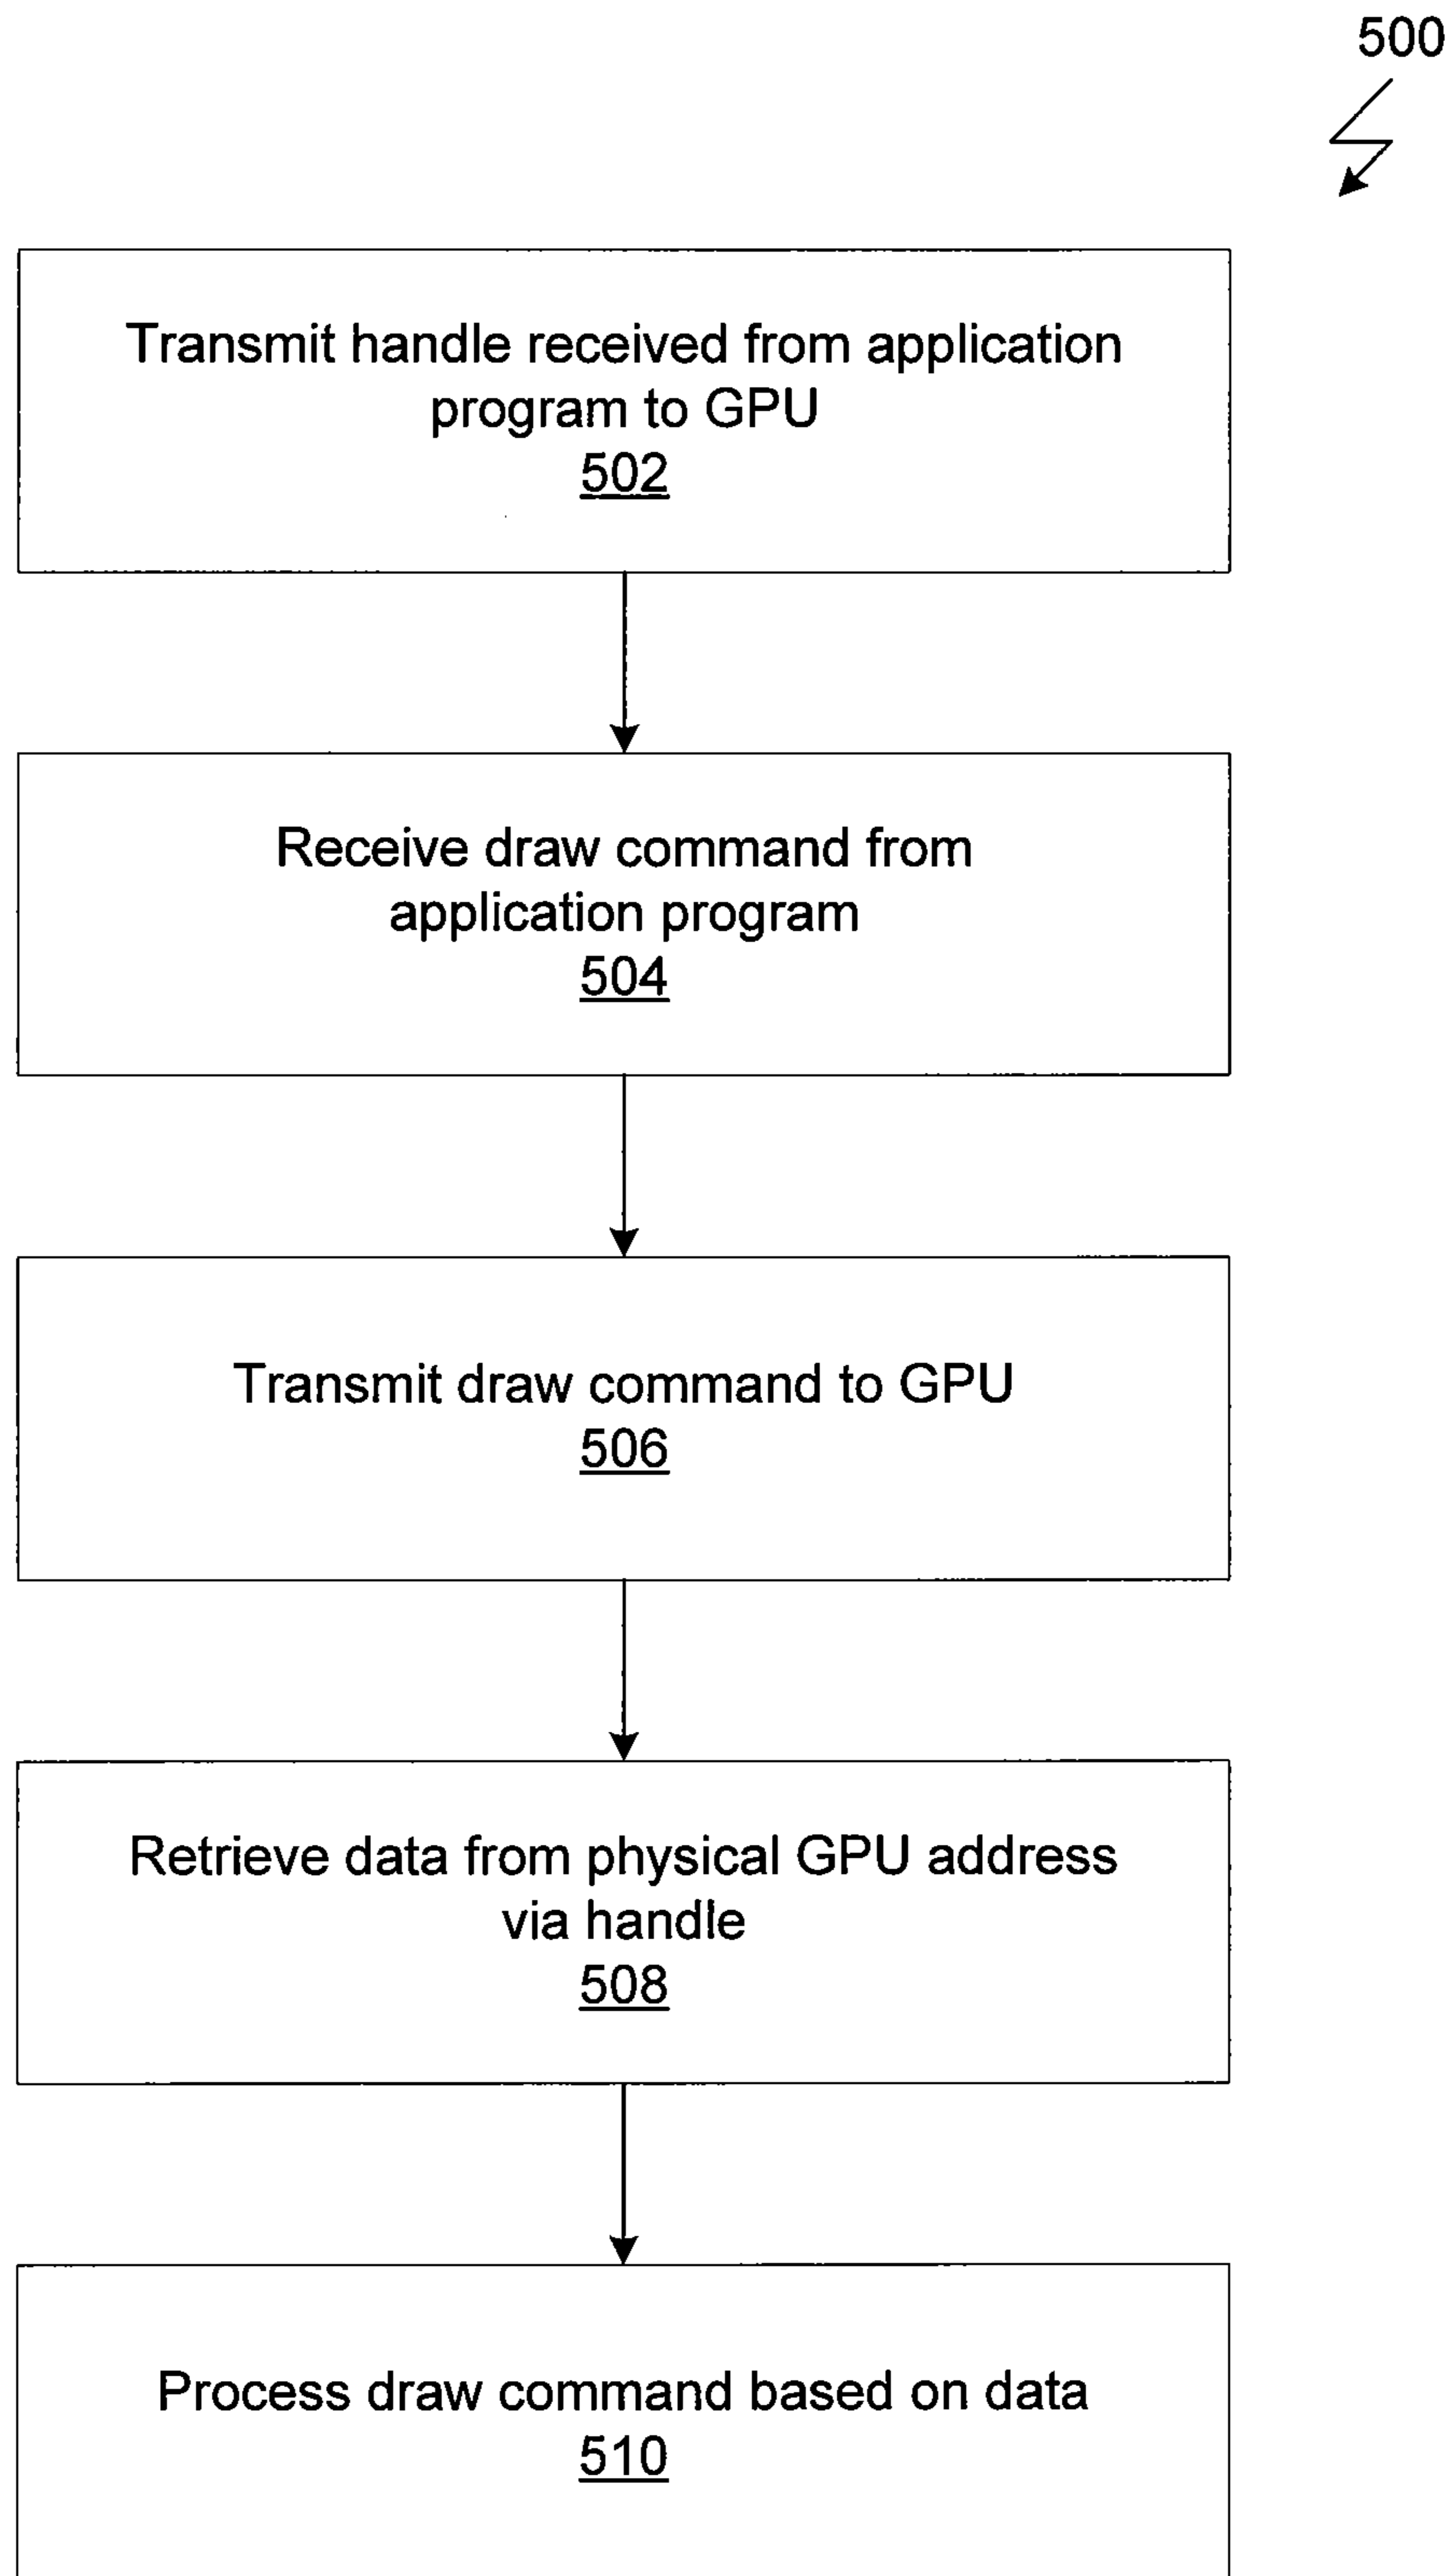 500
Transmit handle received from application
program to GPU
502
Receive draw command from
application program
504
Transmit draw command to GPU
506
Retrieve data from physical GPU address
via handle
508
Process draw command based on data
510